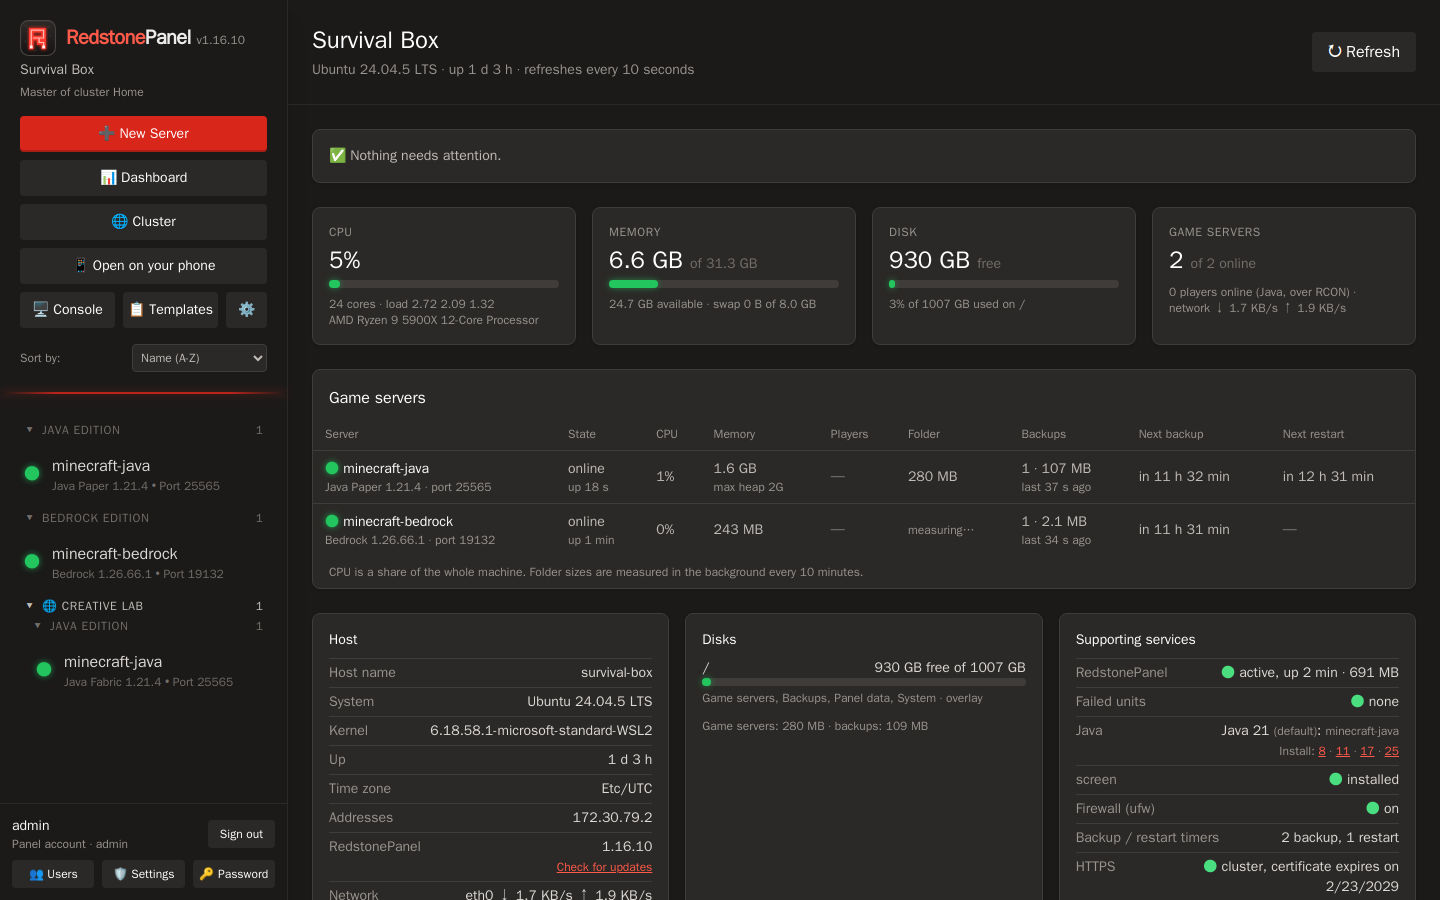 RedstonePanel v1.16.10
Survival Box
Master of cluster Home
➕ New Server
📊 Dashboard
🌐 Cluster
📱 Open on your phone
🖥️ Console
📋 Templates
⚙️
Sort by:
Name (A-Z)
▼ JAVA EDITION 1
minecraft-java
Java Paper 1.21.4 • Port 25565
▼ BEDROCK EDITION 1
minecraft-bedrock
Bedrock 1.26.66.1 • Port 19132
▼ 🌐 CREATIVE LAB 1
▼ JAVA EDITION 1
minecraft-java
Java Fabric 1.21.4 • Port 25565
admin
Panel account · admin
Sign out
👥 Users
🛡️ Settings
🔑 Password
Survival Box
Ubuntu 24.04.5 LTS · up 1 d 3 h · refreshes every 10 seconds
↻ Refresh
✅ Nothing needs attention.
CPU
5%
24 cores · load 2.72 2.09 1.32
AMD Ryzen 9 5900X 12-Core Processor
MEMORY
6.6 GB of 31.3 GB
24.7 GB available · swap 0 B of 8.0 GB
DISK
930 GB free
3% of 1007 GB used on /
GAME SERVERS
2 of 2 online
0 players online (Java, over RCON) ·
network ↓ 1.7 KB/s ↑ 1.9 KB/s
Game servers
Server State CPU Memory Players Folder Backups Next backup Next restart
minecraft-java online 1% 1.6 GB — 280 MB 1 · 107 MB in 11 h 32 min in 12 h 31 min
Java Paper 1.21.4 · port 25565 up 18 s max heap 2G last 37 s ago
minecraft-bedrock online 0% 243 MB — measuring… 1 · 2.1 MB in 11 h 31 min —
Bedrock 1.26.66.1 · port 19132 up 1 min last 34 s ago
CPU is a share of the whole machine. Folder sizes are measured in the background every 10 minutes.
Host
Host name survival-box
System Ubuntu 24.04.5 LTS
Kernel 6.18.58.1-microsoft-standard-WSL2
Up 1 d 3 h
Time zone Etc/UTC
Addresses 172.30.79.2
RedstonePanel 1.16.10
Check for updates
Network eth0 ↓ 1.7 KB/s ↑ 1.9 KB/s
Disks
/ 930 GB free of 1007 GB
Game servers, Backups, Panel data, System · overlay
Game servers: 280 MB · backups: 109 MB
Supporting services
RedstonePanel active, up 2 min · 691 MB
Failed units none
Java Java 21 (default): minecraft-java
Install: 8 · 11 · 17 · 25
screen installed
Firewall (ufw) on
Backup / restart timers 2 backup, 1 restart
HTTPS cluster, certificate expires on
2/23/2029